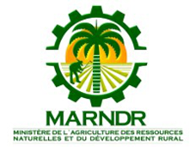 MARNDR
MINISTÈRE DE L'AGRICULTURE DES RESSOURCES
NATURELLES ET DU DÉVELOPPEMENT RURAL